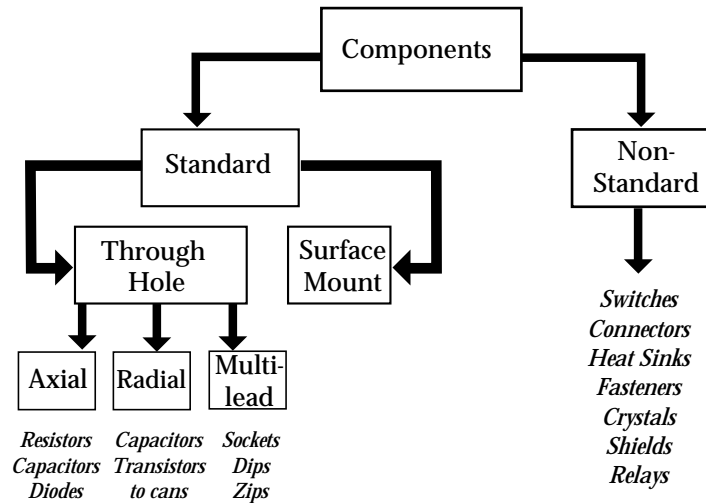 Components
Standard
Non-
Standard
Through
Hole
Surface
Mount
Axial
Radial
Multi-
lead
Resistors
Capacitors
Diodes
Capacitors
Transistors
to cans
Sockets
Dips
Zips
Switches
Connectors
Heat Sinks
Fasteners
Crystals
Shields
Relays